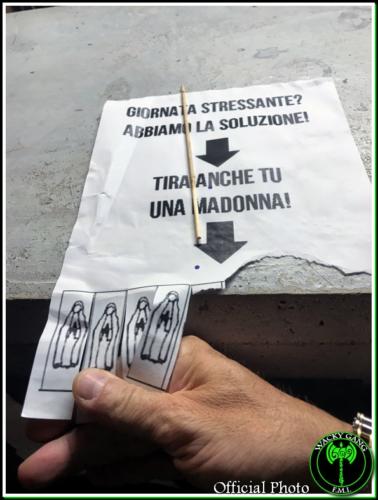 GIORNATA STRESSANTE?
ABBIAMO LA SOLUZIONE!
TIRA ANCHE TU
UNA MADONNA!
Official Photo
WACKY GANG
F.M.I.